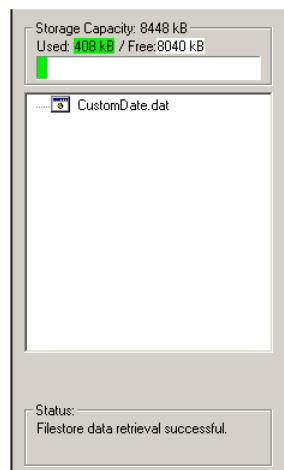 Storage Capacity: 8448 kB
Used: 408 kB / Free:8040 kB
CustomDate.dat
Status:
Filestore data retrieval successful.